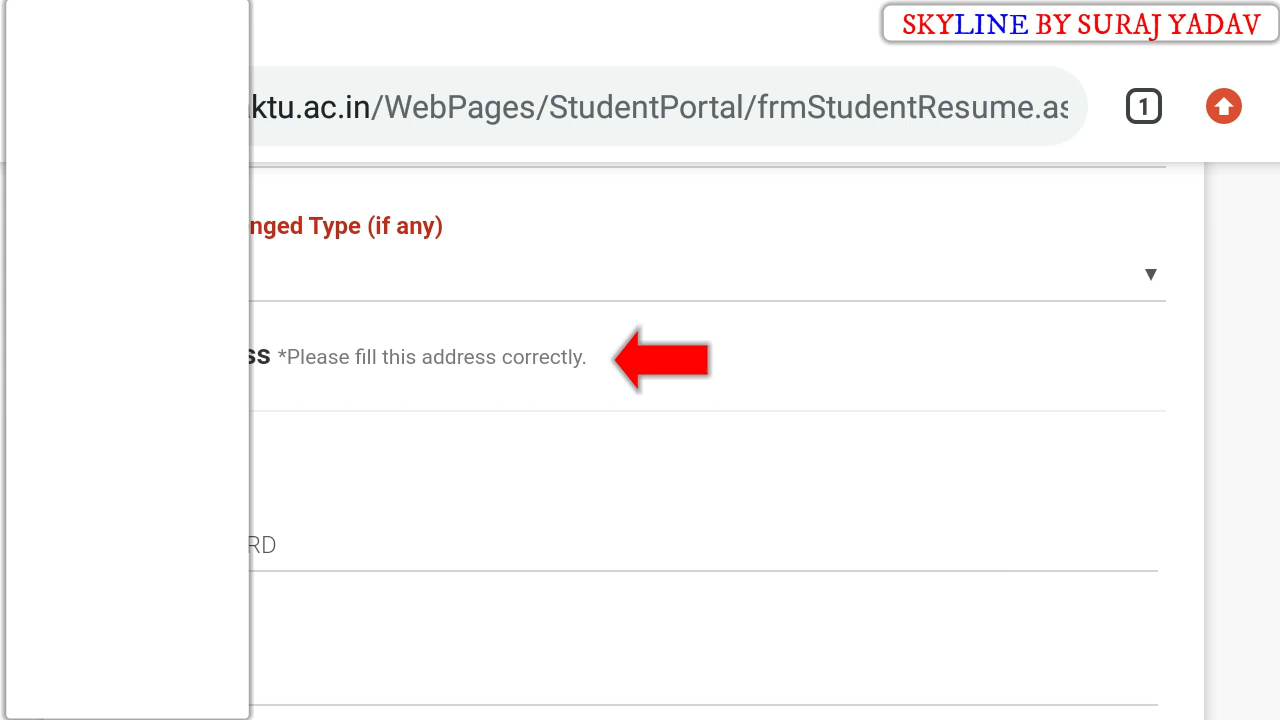 SKYLINE BY SURAJ YADAV
ktu.ac.in/WebPages/StudentPortal/frmStudentResume.as
1
nged Type (if any)
ss *Please fill this address correctly.
RD